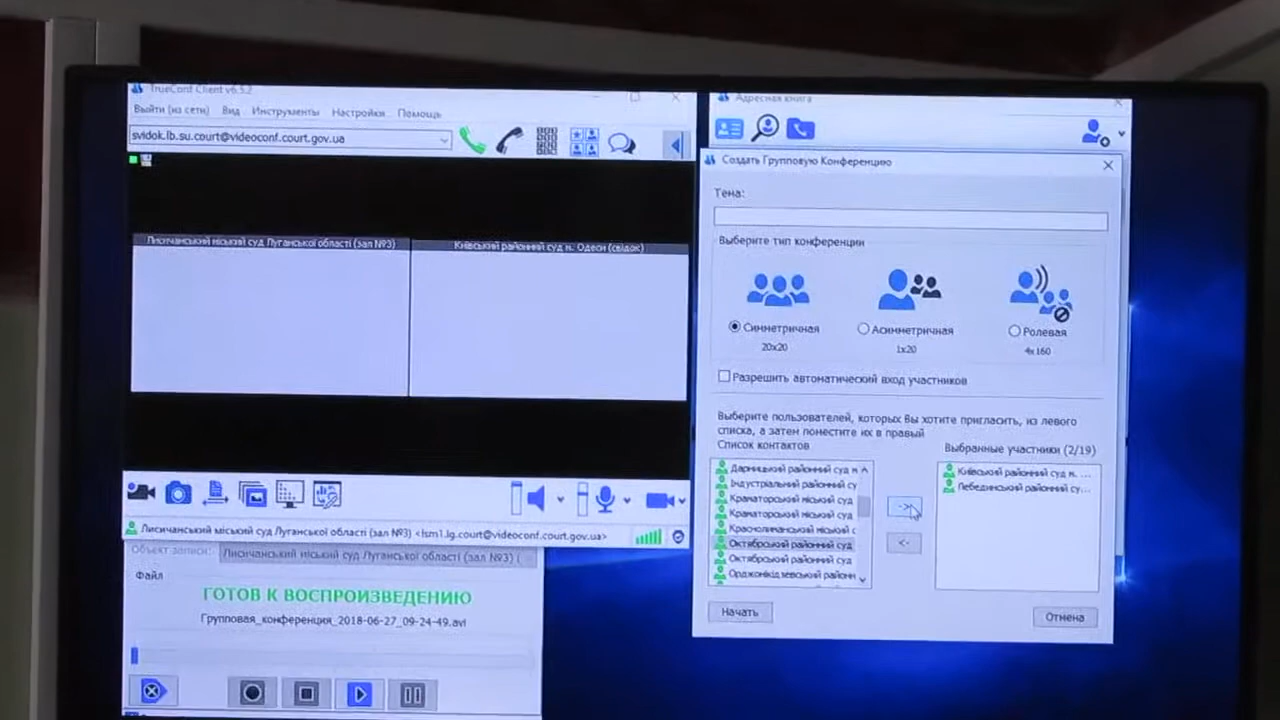 TrueConf Client v6.5.2
Выйти (из сети) Вид Инструменты Настройки Помощь
svidok.lb.su.court@videoconf.court.gov.ua
Лисичанський міський суд Луганської області (зал №3)
Київський районний суд м. Одеси (свідок)
Лисичанський міський суд Луганської області (зал №3) <lsm1.lg.court@videoconf.court.gov.ua>
Объект записи: Лисичанський міський суд Луганської області (зал №3) (
Файл
ГОТОВ К ВОСПРОИЗВЕДЕНИЮ
Групповая_конференция_2018-06-27_09-24-49.avi
Адресная книга
Создать Групповую Конференцию
Тема:
Выберите тип конференции
Симметричная
20x20
Асимметричная
1x20
Ролевая
4x160
Разрешить автоматический вход участников
Выберите пользователей, которых Вы хотите пригласить, из левого
списка, а затем поместите их в правый
Список контактов
Дарницький районний суд м
Індустріальний районний су
Краматорський міський суд
Краматорський міський суд
Красколиманський міський с
Октябрський районний суд
Октябрський районний суд
Орджонікідзевський районн
->
<-
Выбранные участники (2/19)
Київський районний суд м. ...
Лебединський районний су...
Начать
Отмена